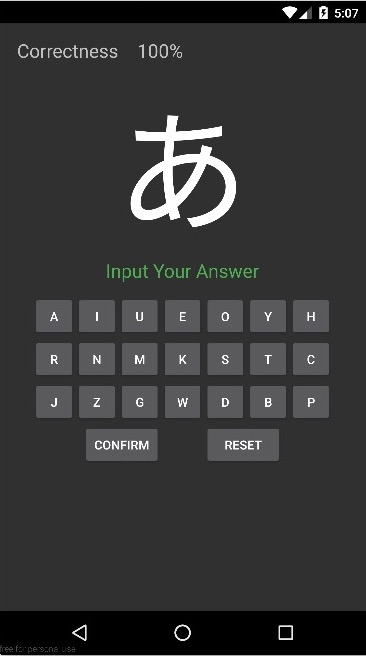 5:07
Correctness 100%
あ
Input Your Answer
A I U E O Y H
R N M K S T C
J Z G W D B P
CONFIRM RESET
free for personal use